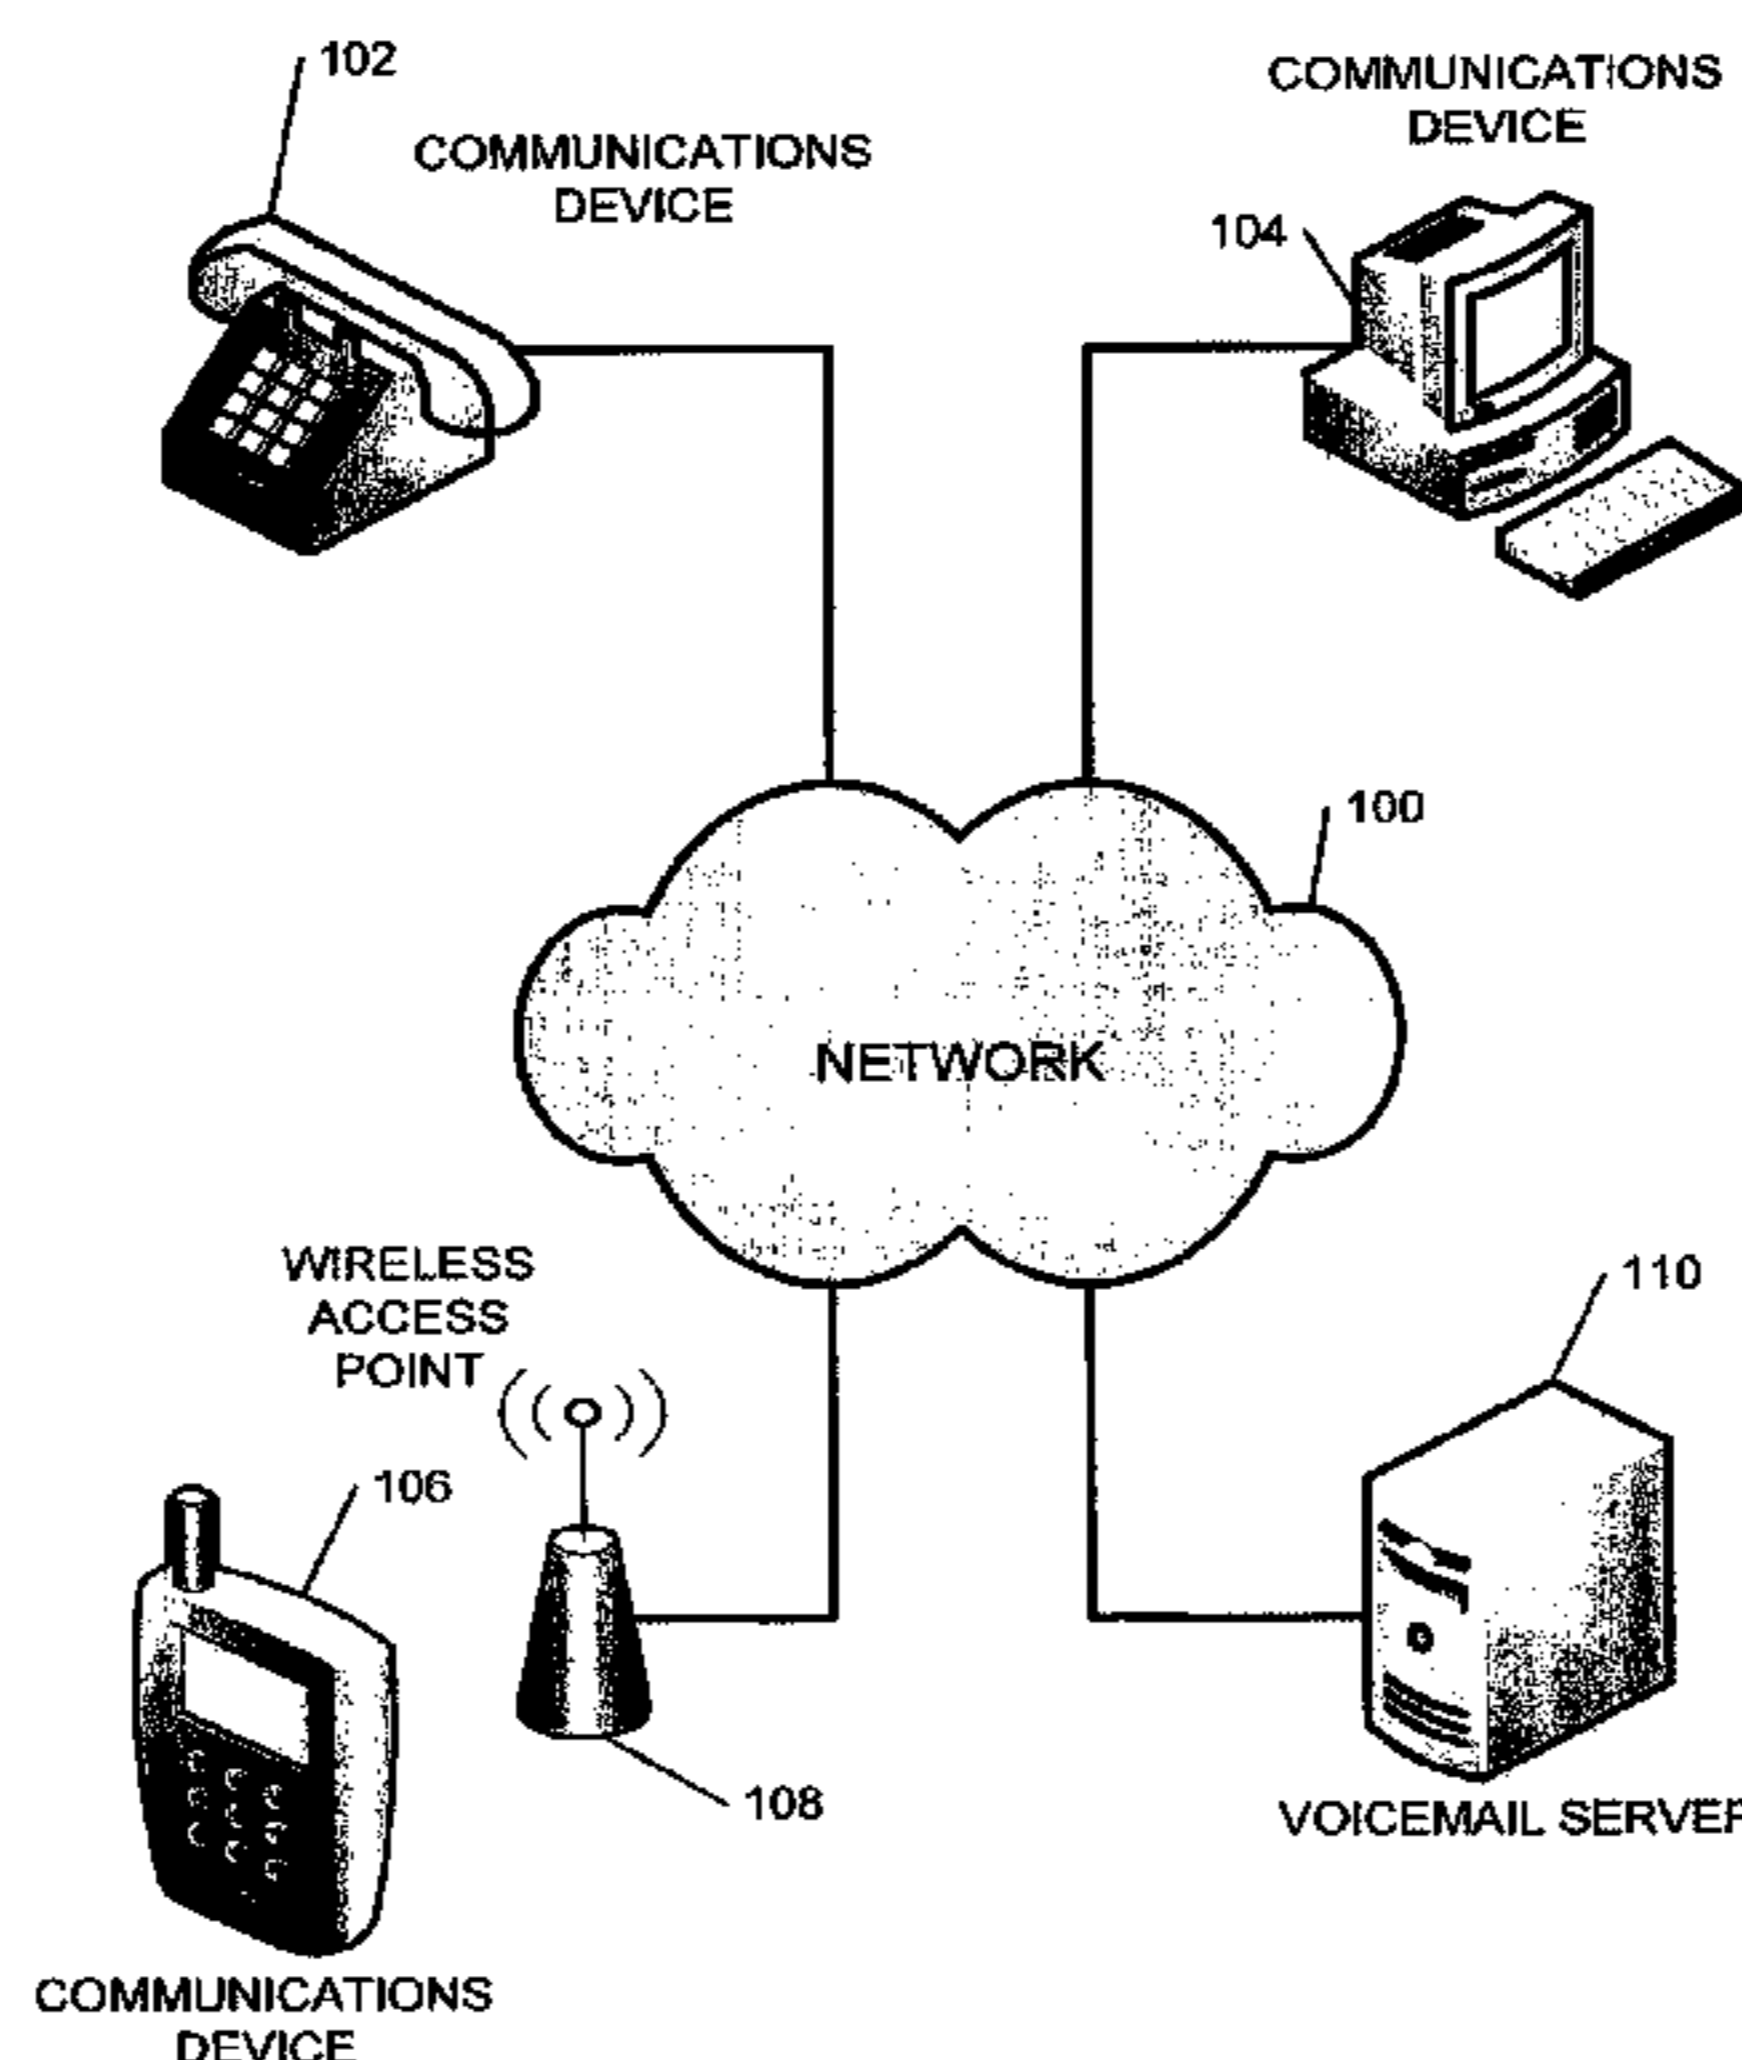 102
COMMUNICATIONS
DEVICE
COMMUNICATIONS
DEVICE
104
100
NETWORK
WIRELESS
ACCESS
POINT
110
106
108
VOICEMAIL SERVER
COMMUNICATIONS
DEVICE